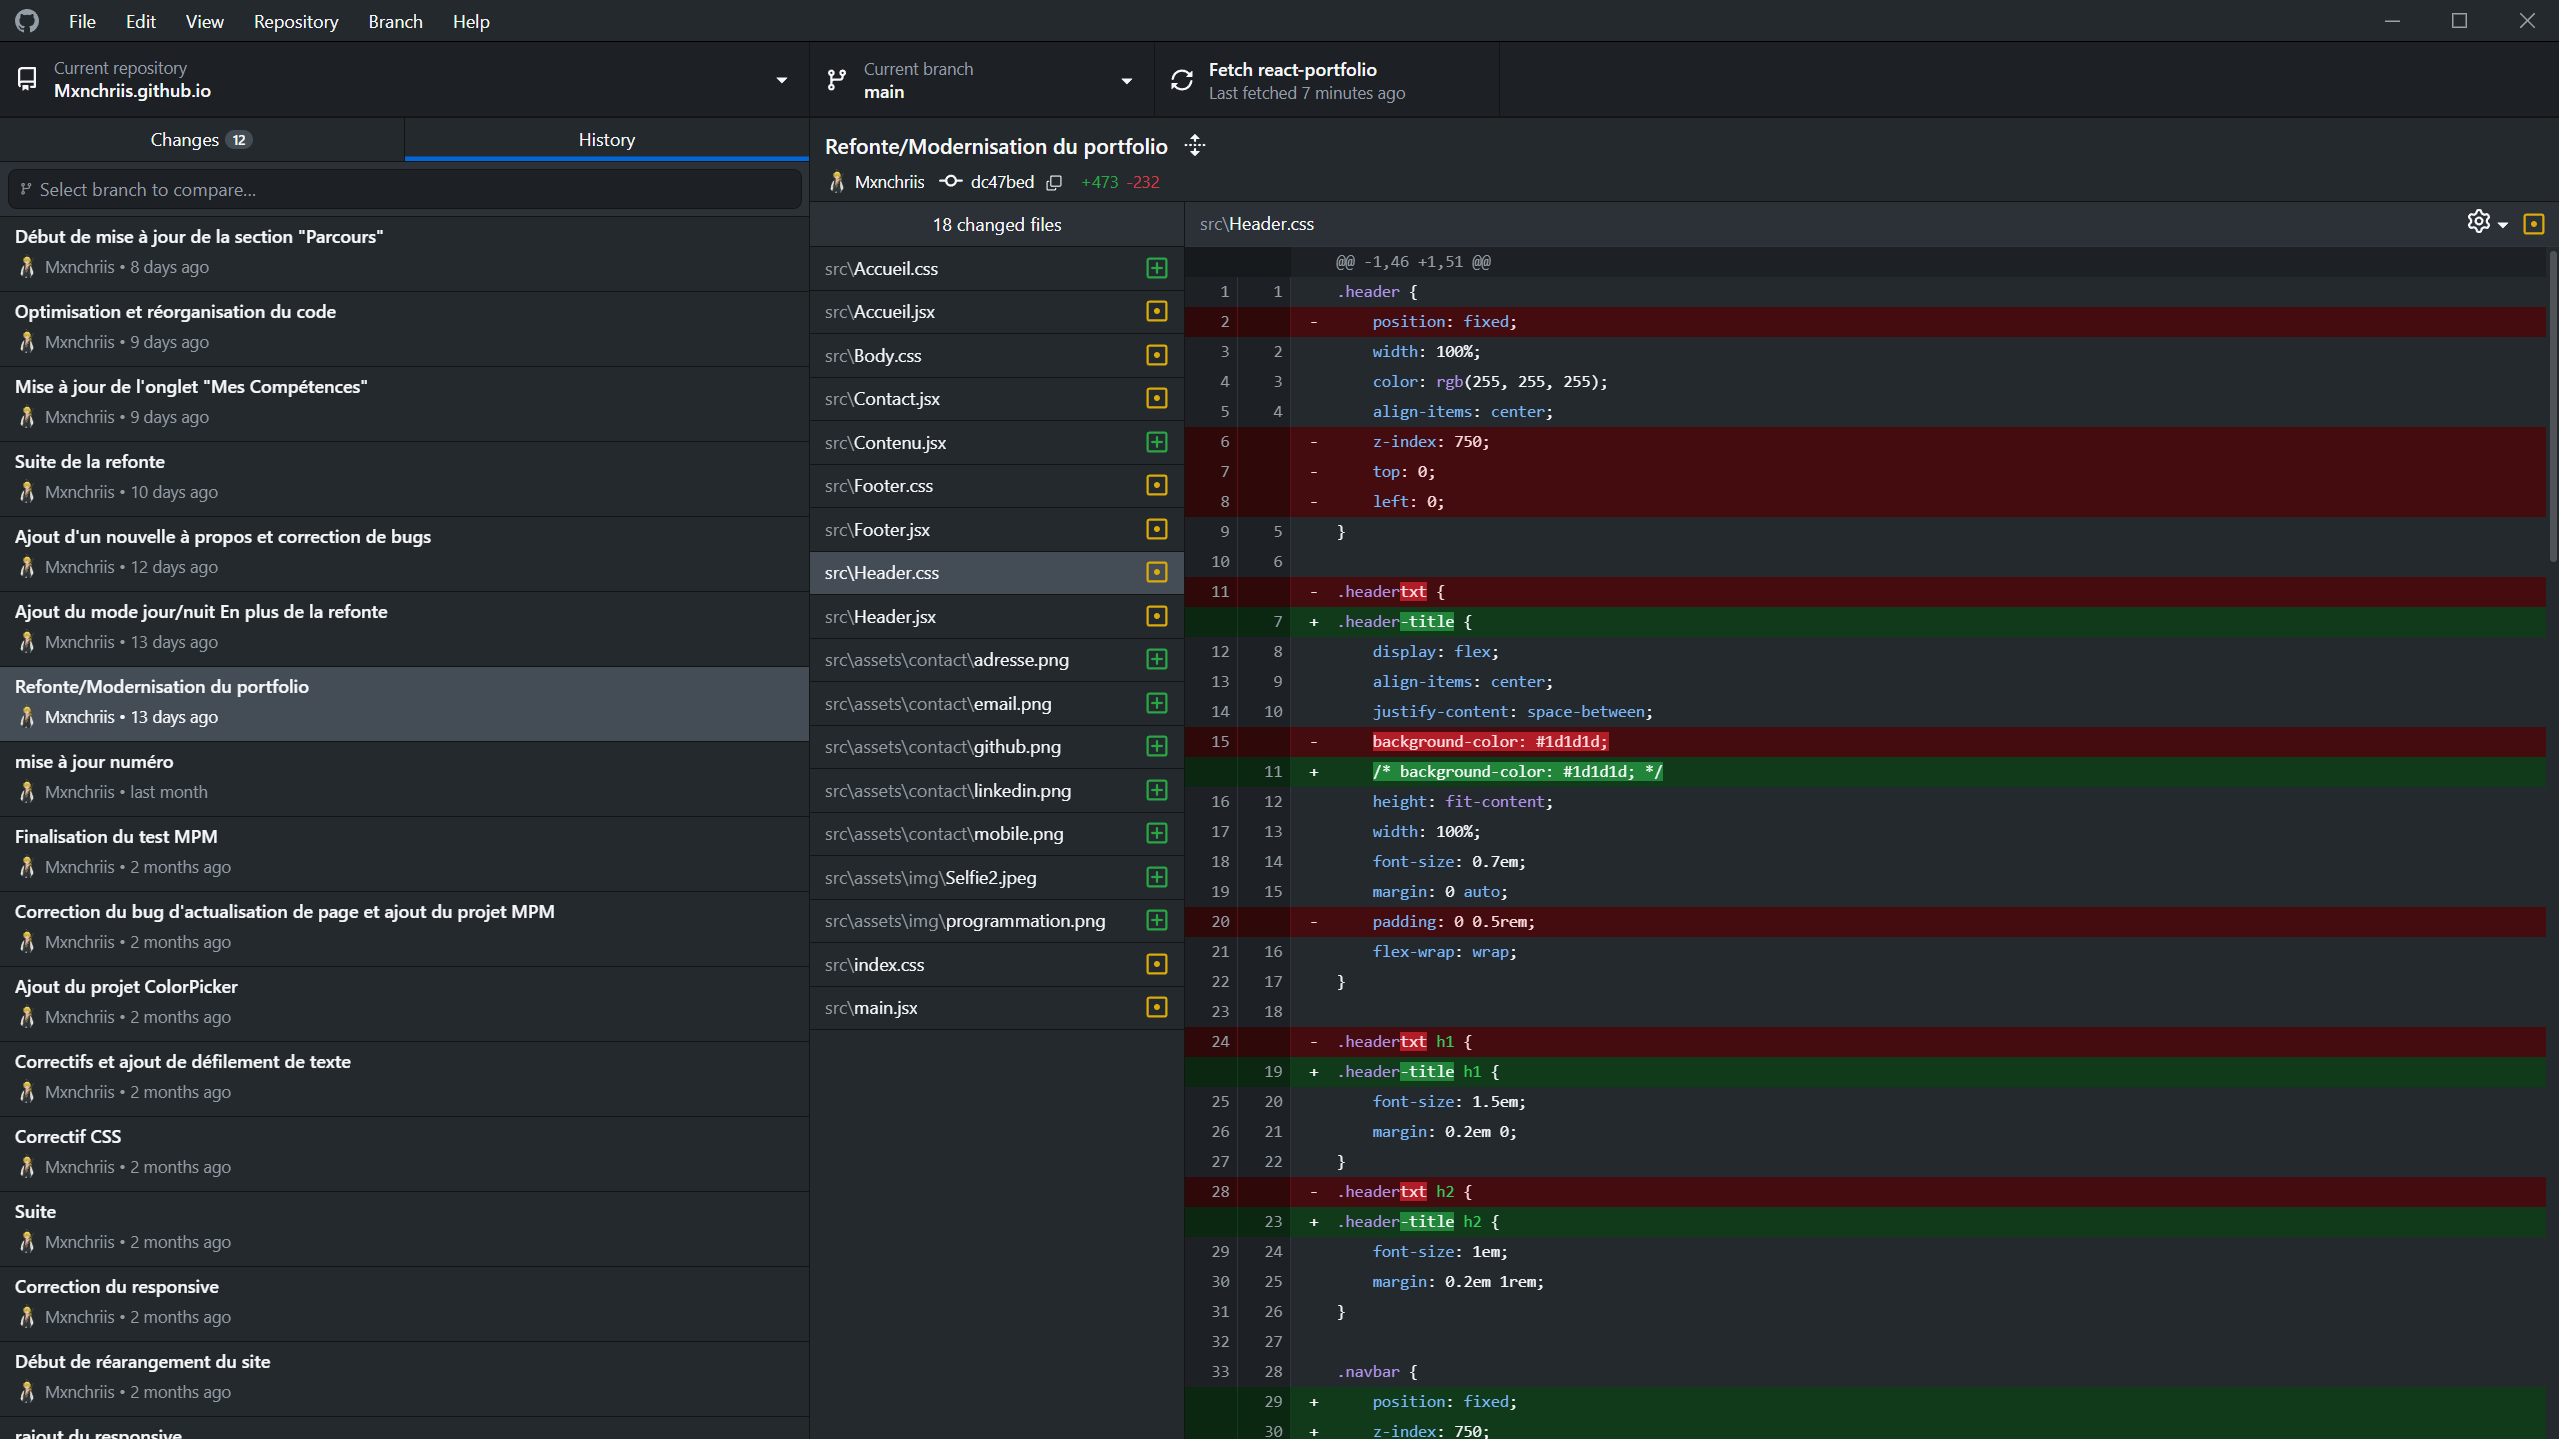 File Edit View Repository Branch Help
Current repository
Mxnchriis.github.io
Current branch
main
Fetch react-portfolio
Last fetched 7 minutes ago
Changes 12
History
Select branch to compare...
Début de mise à jour de la section "Parcours"
Mxnchriis • 8 days ago
Optimisation et réorganisation du code
Mxnchriis • 9 days ago
Mise à jour de l'onglet "Mes Compétences"
Mxnchriis • 9 days ago
Suite de la refonte
Mxnchriis • 10 days ago
Ajout d'un nouvelle à propos et correction de bugs
Mxnchriis • 12 days ago
Ajout du mode jour/nuit En plus de la refonte
Mxnchriis • 13 days ago
Refonte/Modernisation du portfolio
Mxnchriis • 13 days ago
mise à jour numéro
Mxnchriis • last month
Finalisation du test MPM
Mxnchriis • 2 months ago
Correction du bug d'actualisation de page et ajout du projet MPM
Mxnchriis • 2 months ago
Ajout du projet ColorPicker
Mxnchriis • 2 months ago
Correctifs et ajout de défilement de texte
Mxnchriis • 2 months ago
Correctif CSS
Mxnchriis • 2 months ago
Suite
Mxnchriis • 2 months ago
Correction du responsive
Mxnchriis • 2 months ago
Début de réarangement du site
Mxnchriis • 2 months ago
rajout du responsive
Refonte/Modernisation du portfolio
Mxnchriis dc47bed +473 -232
18 changed files
src\Accueil.css
src\Accueil.jsx
src\Body.css
src\Contact.jsx
src\Contenu.jsx
src\Footer.css
src\Footer.jsx
src\Header.css
src\Header.jsx
src\assets\contact\adresse.png
src\assets\contact\email.png
src\assets\contact\github.png
src\assets\contact\linkedin.png
src\assets\contact\mobile.png
src\assets\img\Selfie2.jpeg
src\assets\img\programmation.png
src\index.css
src\main.jsx
src\Header.css
@@ -1,46 +1,51 @@
1 1 .header {
2 - position: fixed;
3 2 width: 100%;
4 3 color: rgb(255, 255, 255);
5 4 align-items: center;
6 - z-index: 750;
7 - top: 0;
8 - left: 0;
9 5 }
10 6
11 - .headertxt {
7 + .header-title {
12 8 display: flex;
13 9 align-items: center;
14 10 justify-content: space-between;
15 - background-color: #1d1d1d;
11 + /* background-color: #1d1d1d; */
16 12 height: fit-content;
17 13 width: 100%;
18 14 font-size: 0.7em;
19 15 margin: 0 auto;
20 - padding: 0 0.5rem;
21 16 flex-wrap: wrap;
22 17 }
23 18
24 - .headertxt h1 {
19 + .header-title h1 {
25 20 font-size: 1.5em;
26 21 margin: 0.2em 0;
27 22 }
28 - .headertxt h2 {
23 + .header-title h2 {
29 24 font-size: 1em;
30 25 margin: 0.2em 1rem;
31 26 }
32 27
33 28 .navbar {
29 + position: fixed;
30 + z-index: 750;